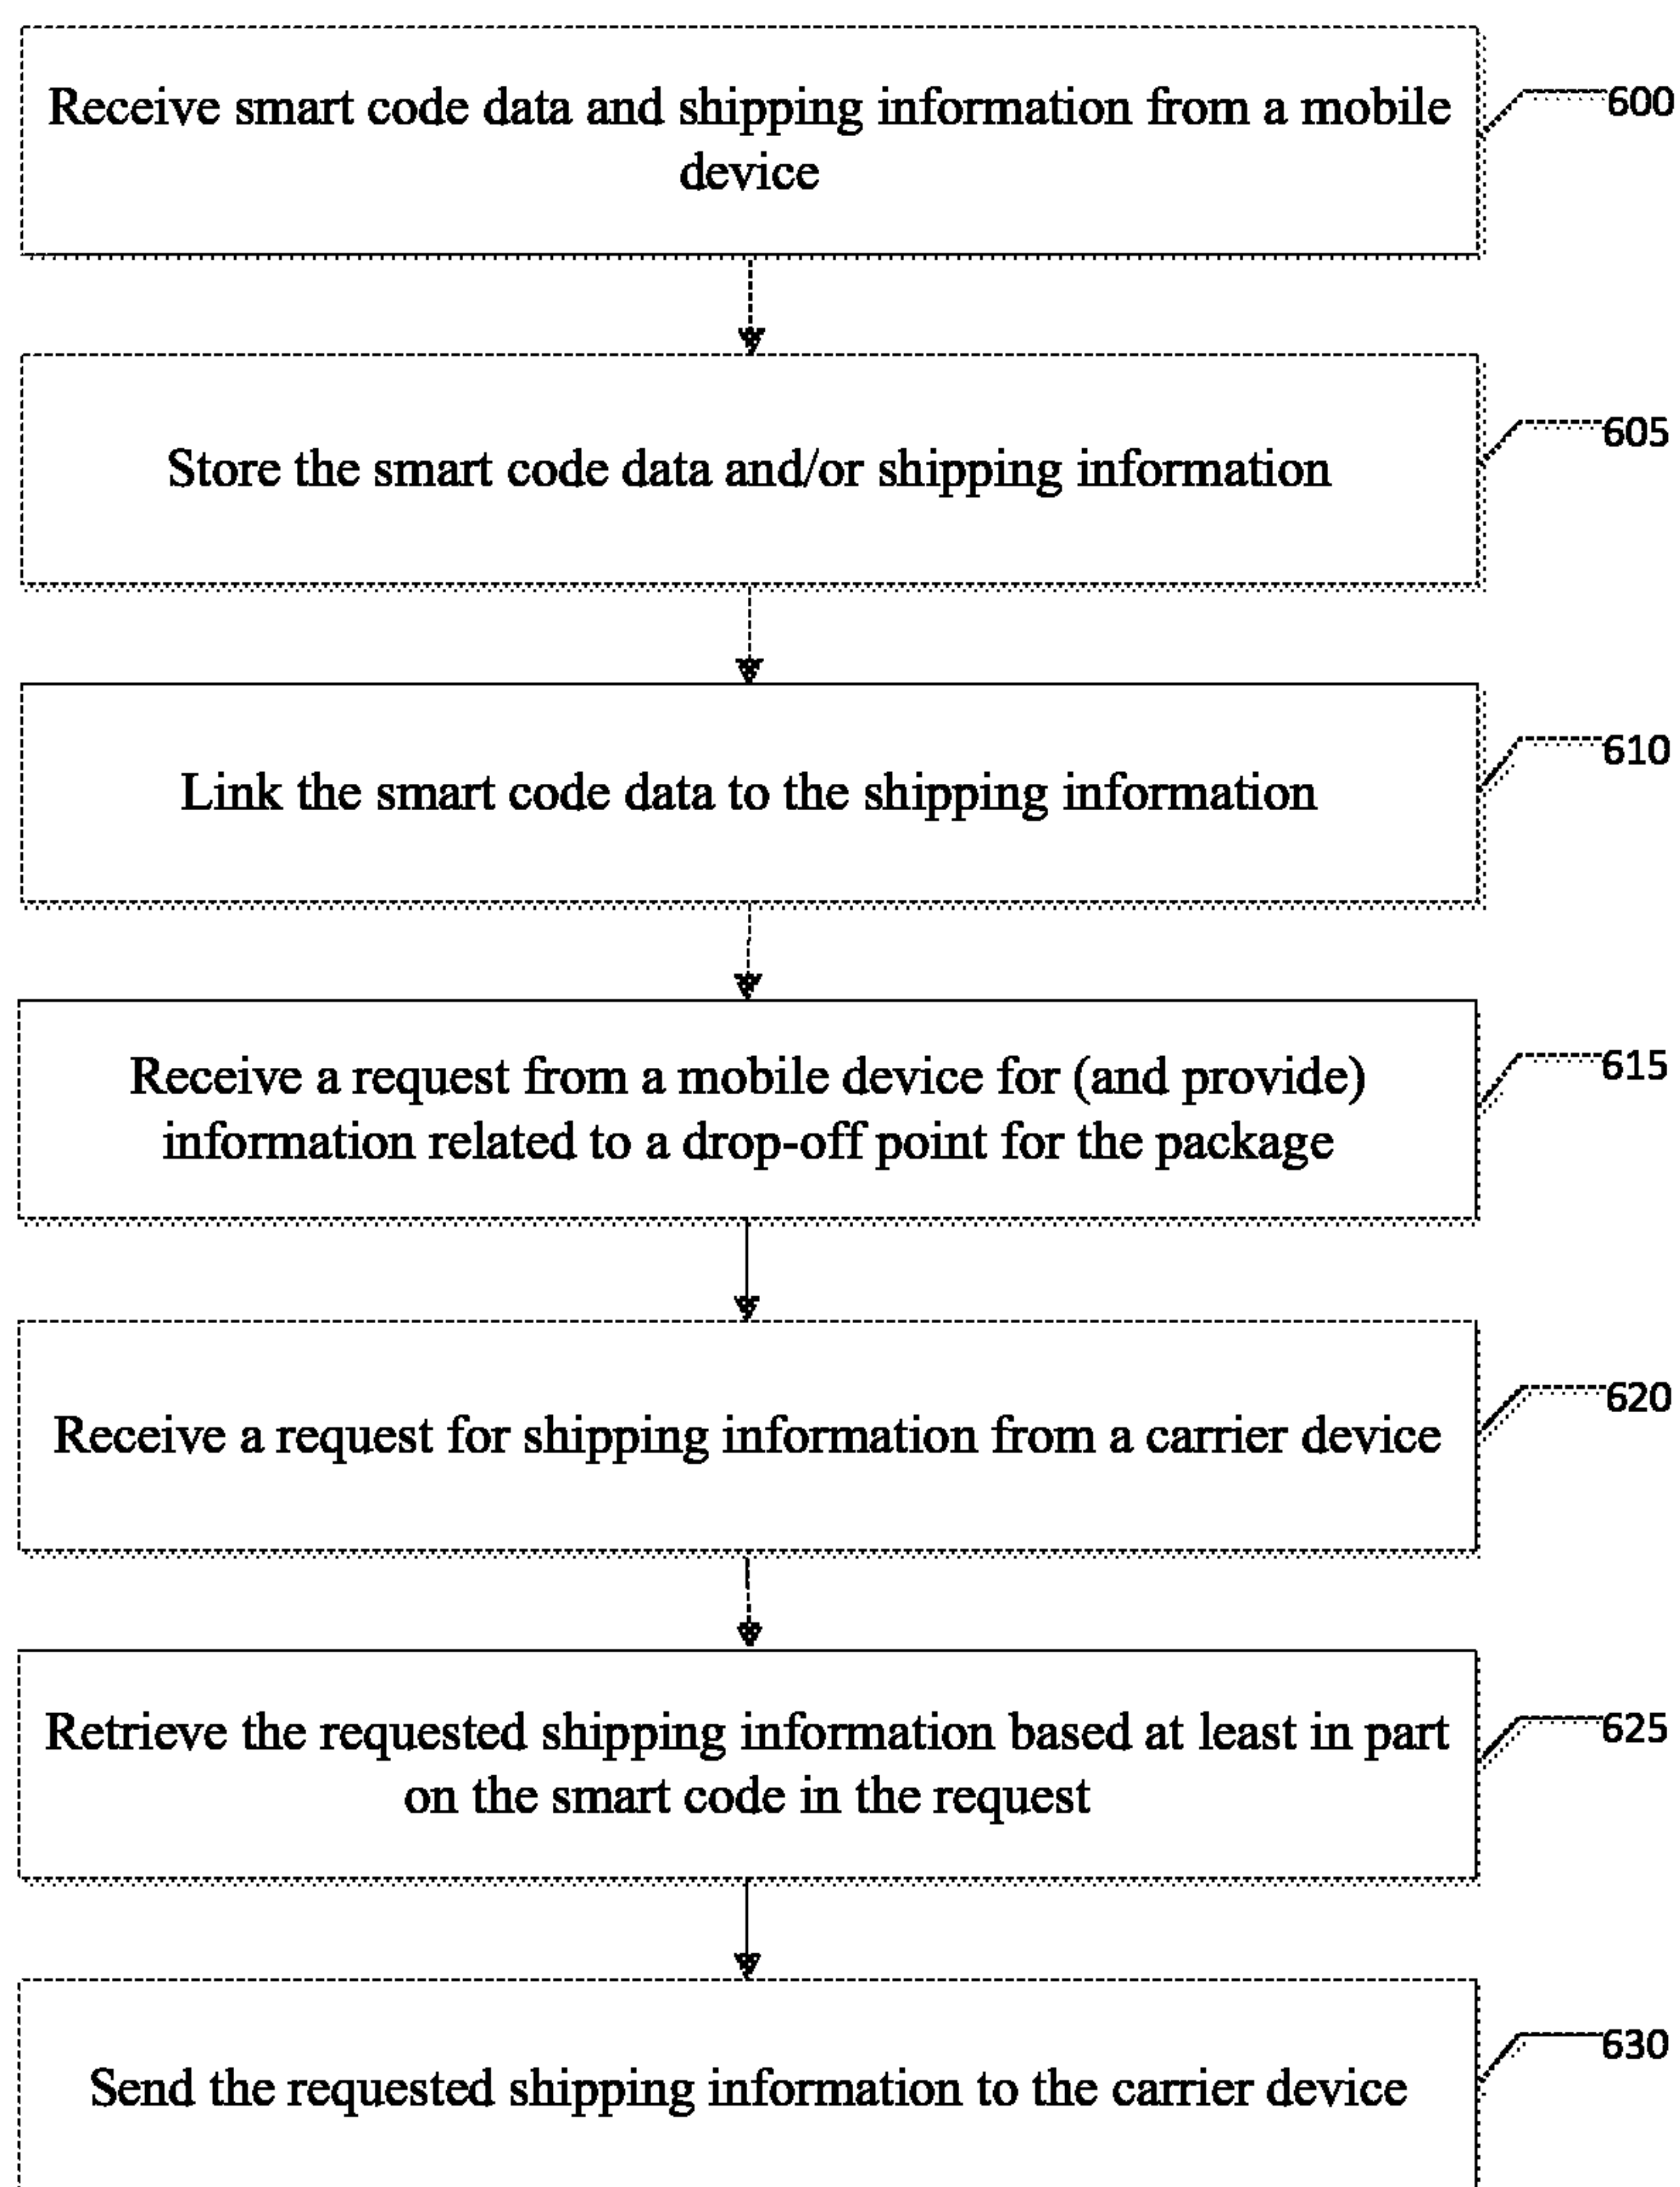 Receive smart code data and shipping information from a mobile
device
600
Store the smart code data and/or shipping information
605
Link the smart code data to the shipping information
610
Receive a request from a mobile device for (and provide)
information related to a drop-off point for the package
615
Receive a request for shipping information from a carrier device
620
Retrieve the requested shipping information based at least in part
on the smart code in the request
625
Send the requested shipping information to the carrier device
630